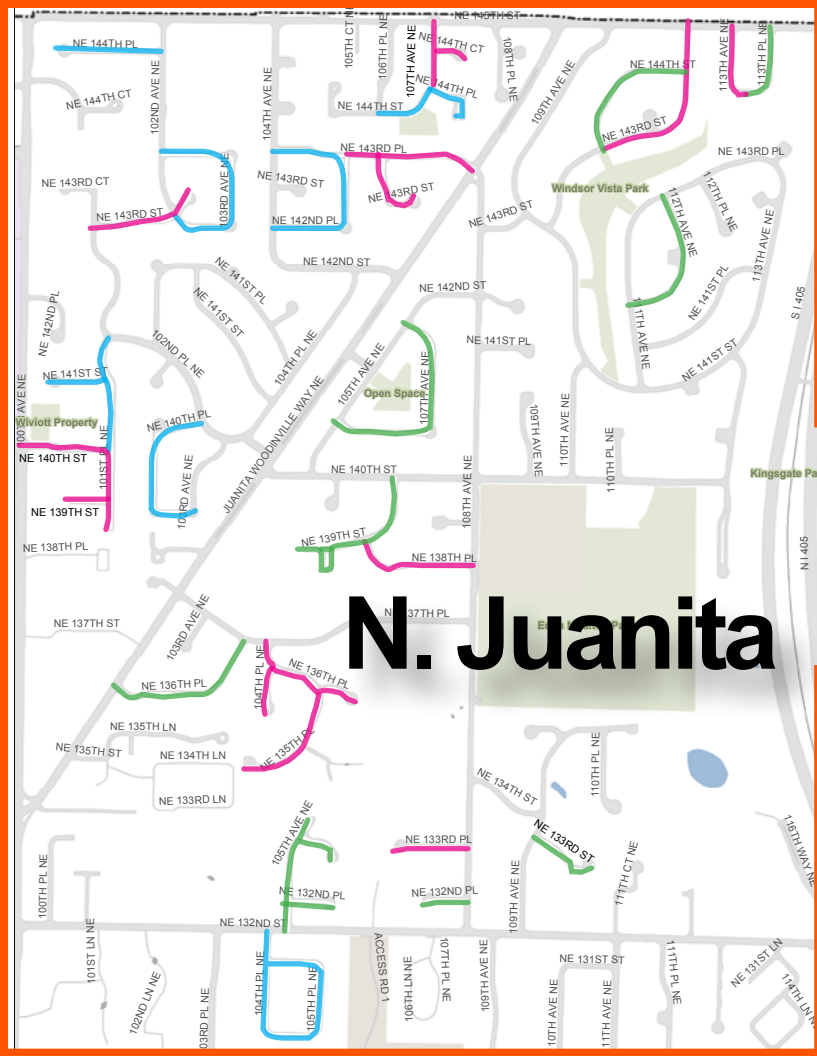 NE 145TH ST
NE 144TH PL
102ND AVE NE
104TH AVE NE
105TH CT NE
106TH PL NE
107TH AVE NE
NE 144TH CT
108TH PL NE
109TH AVE NE
NE 144TH ST
113TH AVE NE
113TH PL NE
NE 144TH CT
NE 144TH ST
NE 144TH PL
NE 143RD ST
NE 143RD PL
NE 143RD PL
NE 143RD CT
103RD AVE NE
NE 143RD ST
NE 143RD ST
Windsor Vista Park
112TH AVE NE
112TH PL NE
NE 143RD ST
NE 142ND PL
NE 143RD ST
113TH AVE NE
NE 142ND ST
NE 141ST PL
NE 142ND ST
NE 141ST PL
S I 405
NE 142ND PL
NE 141ST ST
102ND PL NE
104TH PL NE
105TH AVE NE
NE 141ST PL
111TH AVE NE
NE 141ST ST
NE 141ST ST
Open Space
107TH AVE NE
Wiviott Property
NE 140TH PL
109TH AVE NE
110TH AVE NE
110TH PL NE
NE 140TH ST
101ST PL NE
103RD AVE NE
JUANITA WOODINVILLE WAY NE
NE 140TH ST
108TH AVE NE
Kingsgate Pa
NE 139TH ST
NE 139TH ST
NE 138TH PL
NE 138TH PL
N I 405
N. Juanita
37TH PL
NE 137TH ST
103RD AVE NE
NE 136TH PL
104TH PL NE
NE 136TH PL
NE 135TH LN
NE 135TH ST
NE 134TH LN
NE 135TH PL
NE 133RD LN
NE 134TH ST
110TH PL NE
105TH AVE NE
NE 133RD PL
NE 133RD ST
116TH WAY NE
100TH PL NE
NE 132ND PL
NE 132ND PL
109TH AVE NE
111TH CT NE
NE 132ND ST
101ST LN NE
102ND LN NE
03RD PL NE
104TH PL NE
105TH PL NE
ACCESS RD 1
106TH LN NE
107TH PL NE
109TH AVE NE
NE 131ST ST
10TH AVE NE
11TH AVE NE
111TH PL NE
NE 131ST LN
114TH LN N